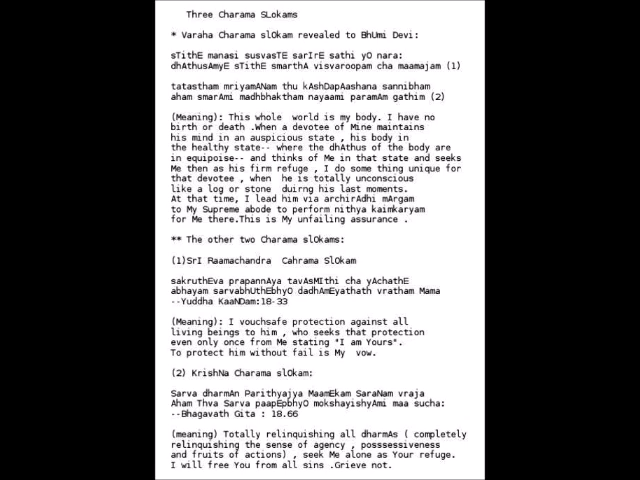 Three Charama SLokams
* Varaha Charama slOkam revealed to BhUmi Devi:
sTithE manasi susvasTE sarIrE sathi yO nara:
dhAthusAmyE sTithE smarthA visvaroopam cha maamajam (1)
tatastham mriyamANam thu kAshDapAashana sannibham
aham smarAmi madhbhaktam nayaami paramAm gathim (2)
(Meaning): This whole world is my body. I have no
birth or death .When a devotee of Mine maintains
his mind in an auspicious state , his body in
the healthy state-- where the dhAthus of the body are
in equipoise-- and thinks of Me in that state and seeks
Me then as his firm refuge , I do some thing unique for
that devotee , when he is totally unconscious
like a log or stone duirng his last moments.
At that time, I lead him via archirAdhi mArgam
to My Supreme abode to perform nithya kaimkaryam
for Me there.This is My unfailing assurance .
** The other two Charama slOkams:
(1)SrI Raamachandra Cahrama SlOkam
sakruthEva prapannAya tavAsMIthi cha yAchathE
abhayam sarvabhUthEbhyO dadhAmEyathath vratham Mama
--Yuddha KaaNDam:18-33
(Meaning): I vouchsafe protection against all
living beings to him , who seeks that protection
even only once from Me stating "I am Yours".
To protect him without fail is My vow.
(2) KrishNa Charama slOkam:
Sarva dharmAn Parithyajya MaamEkam SaraNam vraja
Aham Thva Sarva paapEpbhyO mokshayishyAmi maa sucha:
--Bhagavath Gita : 18.66
(meaning) Totally relinquishing all dharmAs ( completely
relinquishing the sense of agency , posssessiveness
and fruits of actions) , seek Me alone as Your refuge.
I will free You from all sins .Grieve not.